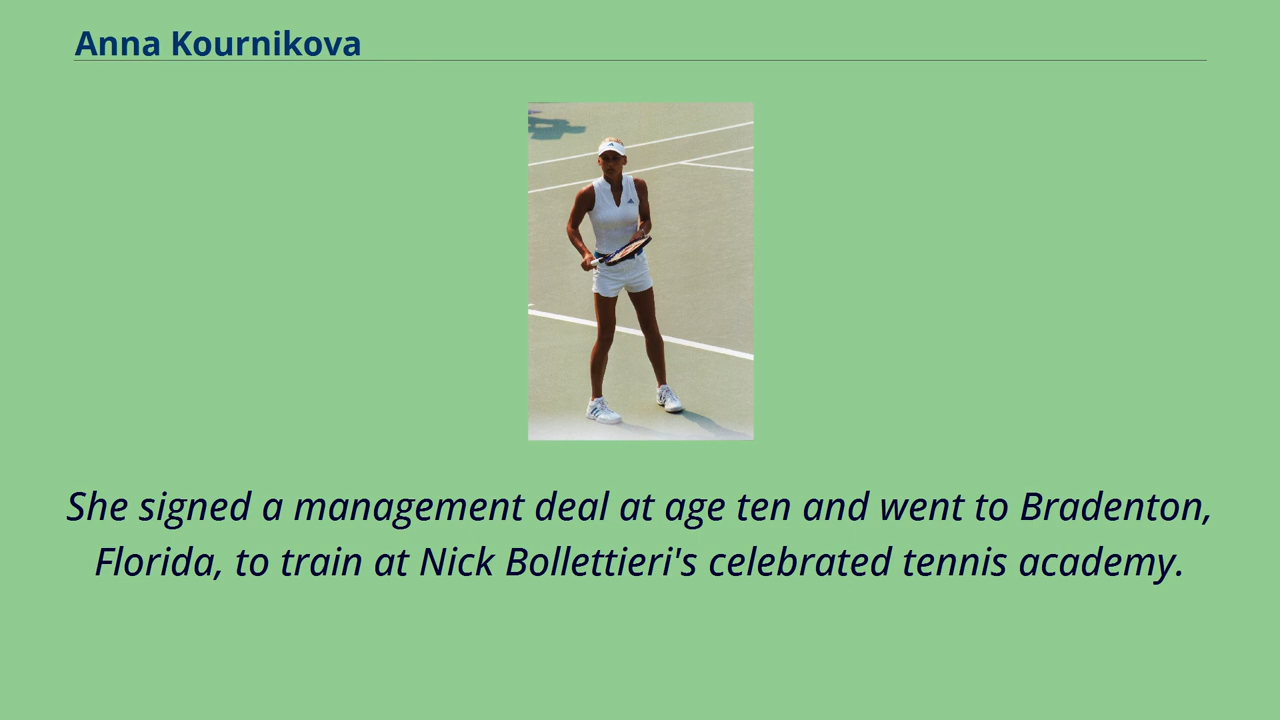 Anna Kournikova
She signed a management deal at age ten and went to Bradenton,
Florida, to train at Nick Bollettieri's celebrated tennis academy.